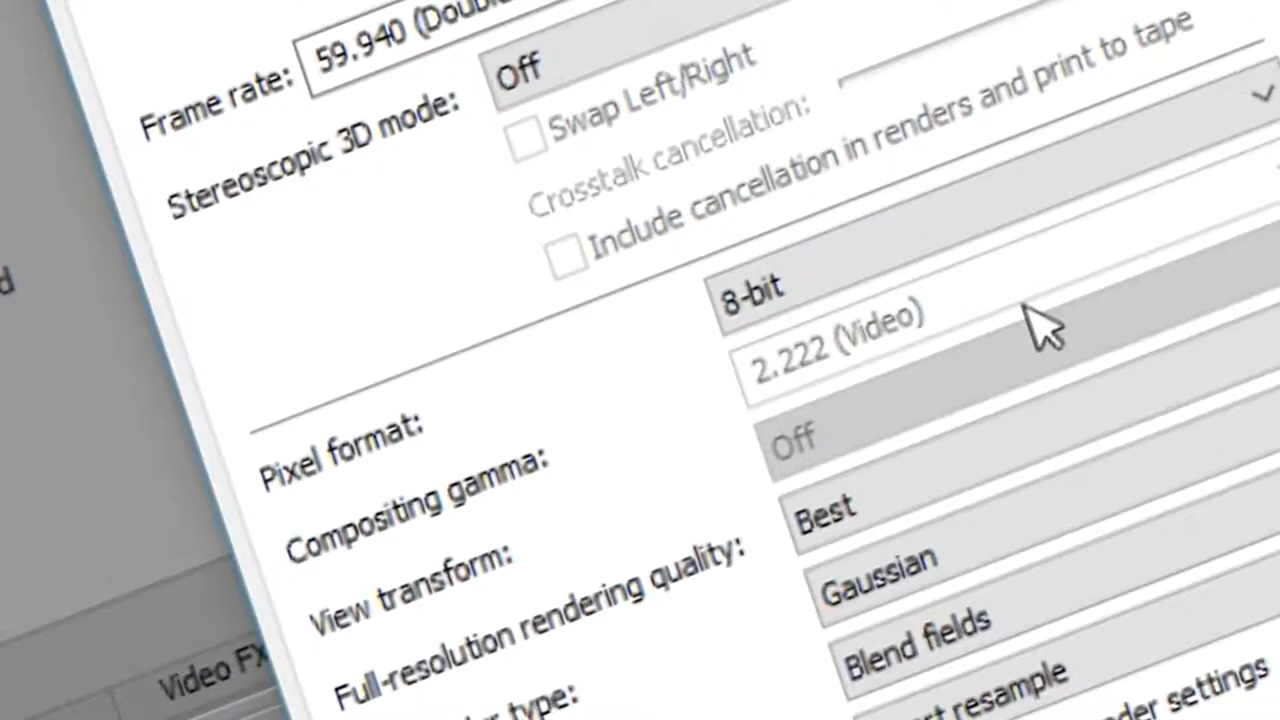 Frame rate: 59.940 (Double
Stereoscopic 3D mode: Off
Swap Left/Right
Crosstalk cancellation:
Include cancellation in renders and print to tape
Pixel format: 8-bit
Compositing gamma: 2.222 (Video)
View transform: Off
Full-resolution rendering quality: Best
type: Gaussian
Blend fields
resample
settings
Video FX